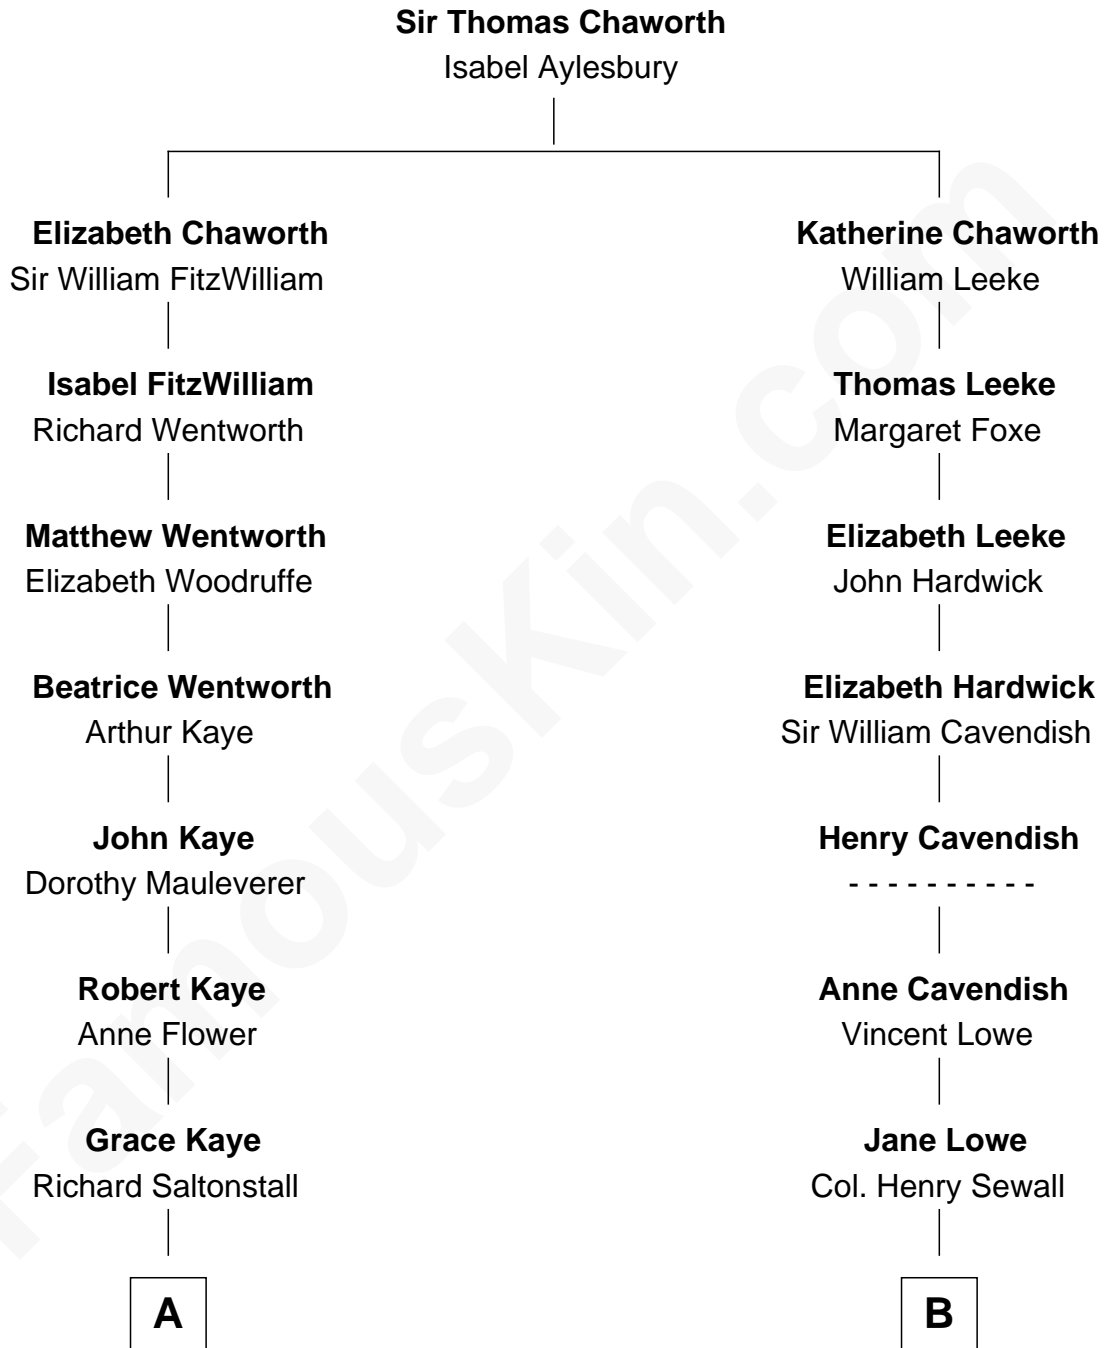 Sir Thomas Chaworth
Isabel Aylesbury
Elizabeth Chaworth
Sir William FitzWilliam
Katherine Chaworth
William Leeke
Isabel FitzWilliam
Richard Wentworth
Thomas Leeke
Margaret Foxe
Matthew Wentworth
Elizabeth Woodruffe
Elizabeth Leeke
John Hardwick
Beatrice Wentworth
Arthur Kaye
Elizabeth Hardwick
Sir William Cavendish
John Kaye
Dorothy Mauleverer
Henry Cavendish
- - - - - - - - - -
Robert Kaye
Anne Flower
Anne Cavendish
Vincent Lowe
Grace Kaye
Richard Saltonstall
Jane Lowe
Col. Henry Sewall
A
B
FamousKin.com